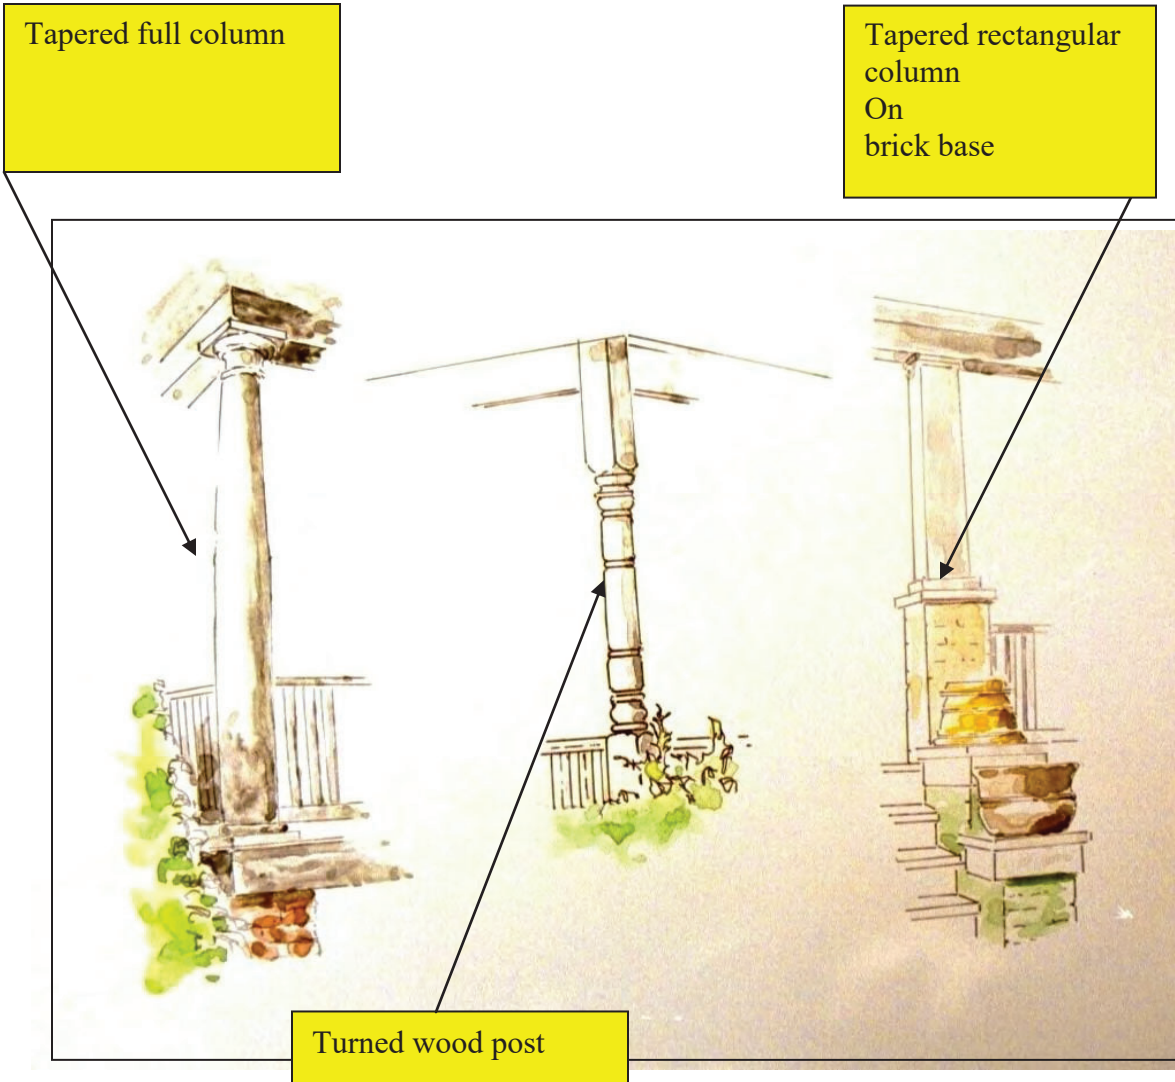 Tapered full column
Tapered rectangular
column
On
brick base
Turned wood post